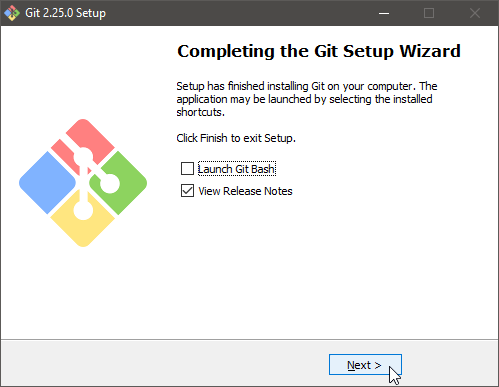 Git 2.25.0 Setup
Completing the Git Setup Wizard
Setup has finished installing Git on your computer. The
application may be launched by selecting the installed
shortcuts.
Click Finish to exit Setup.
Launch Git Bash
View Release Notes
Next >